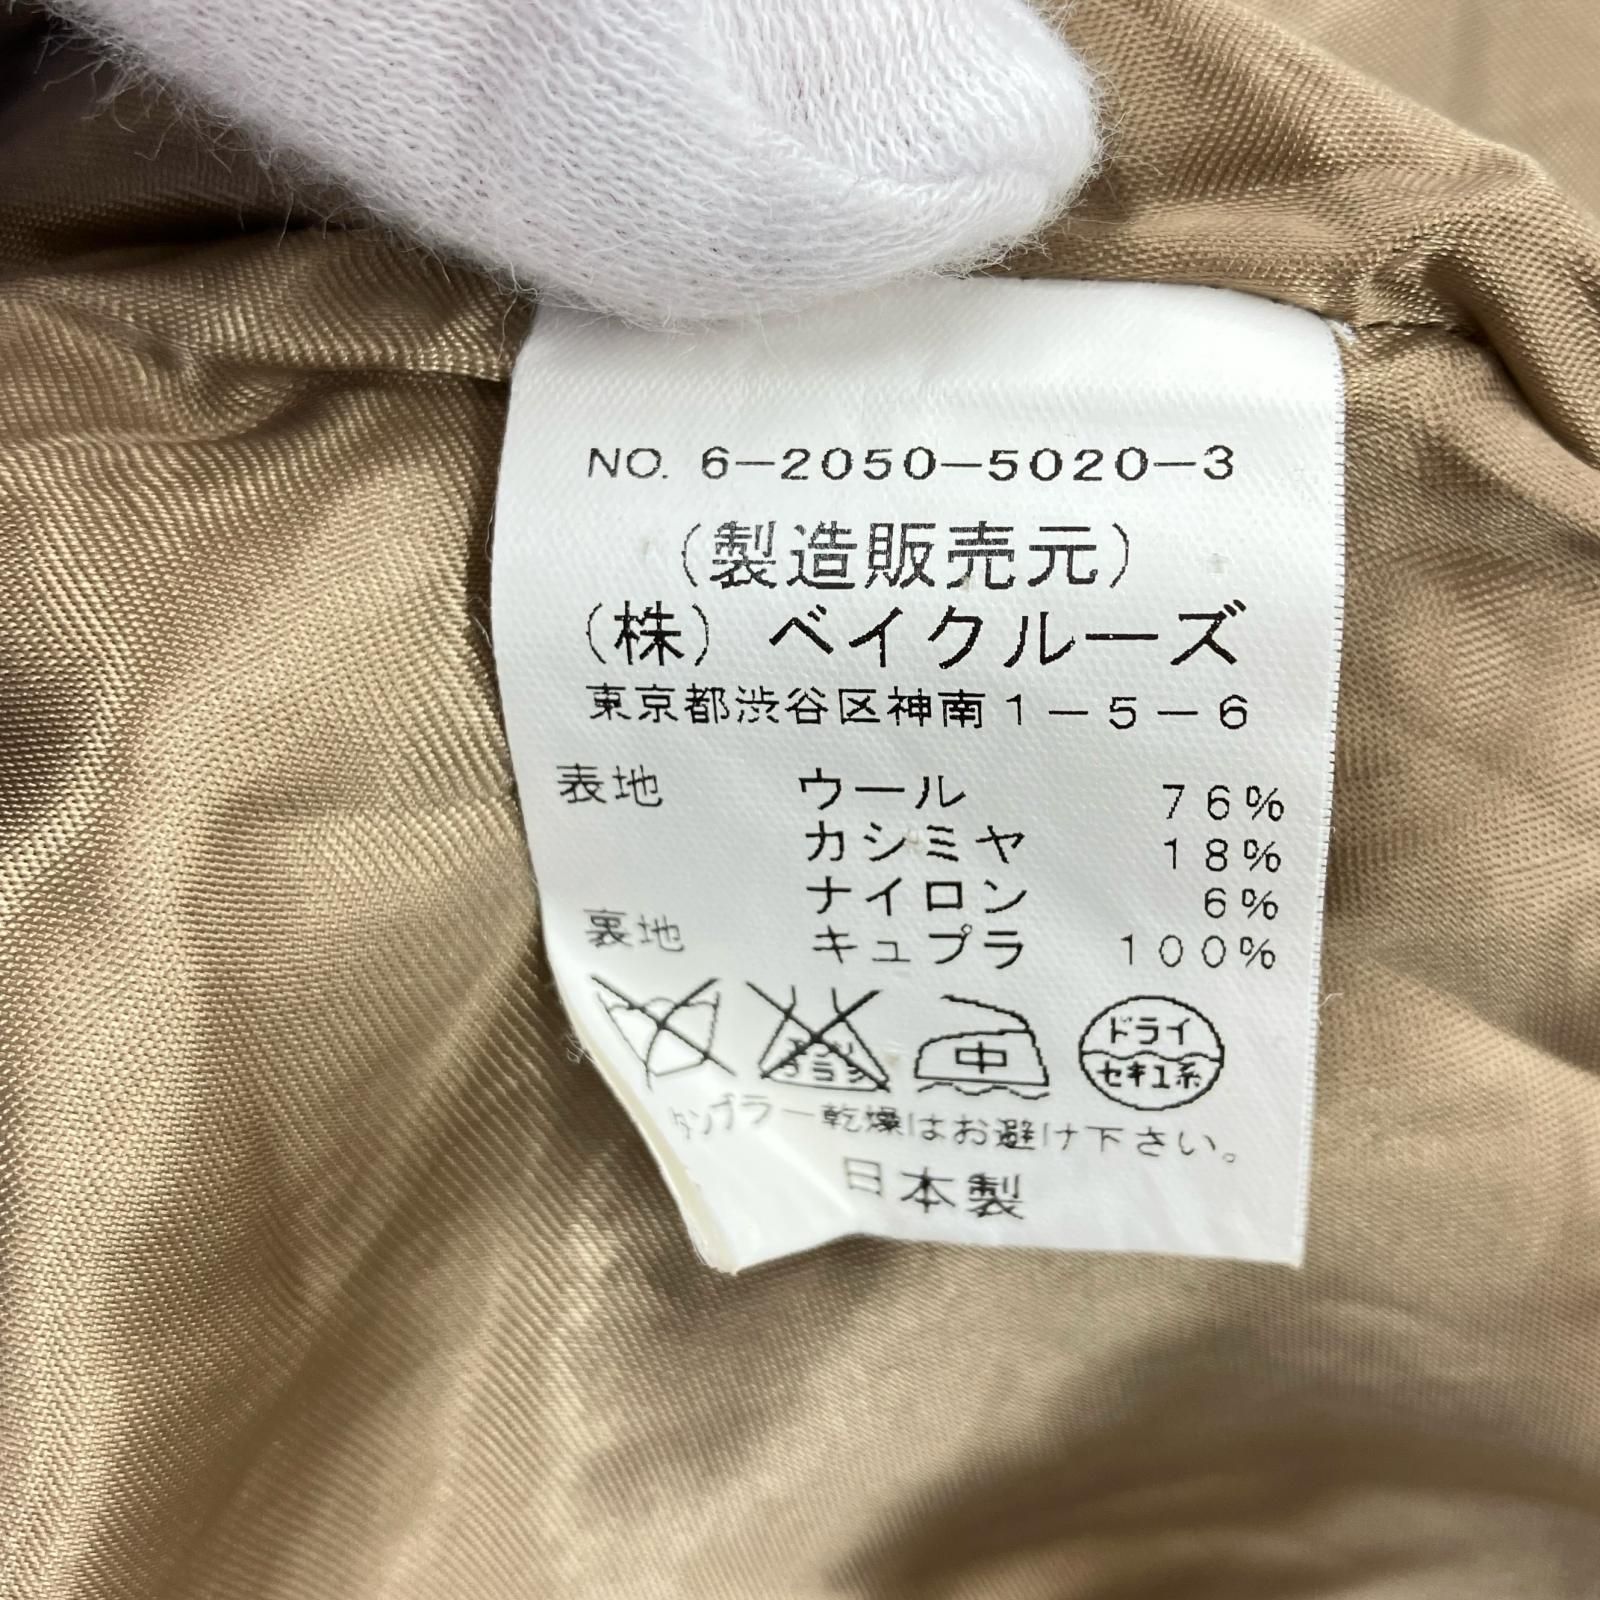 NO. 6-2050-5020-3
(製造販売元)
(株) ベイクルーズ
東京都渋谷区神南1-5-6
表地 ウール 76%
カシミヤ 18%
ナイロン 6%
裏地 キュプラ 100%
中 ドライ
セキユ系
タンブラー乾燥はお避け下さい。
日本製